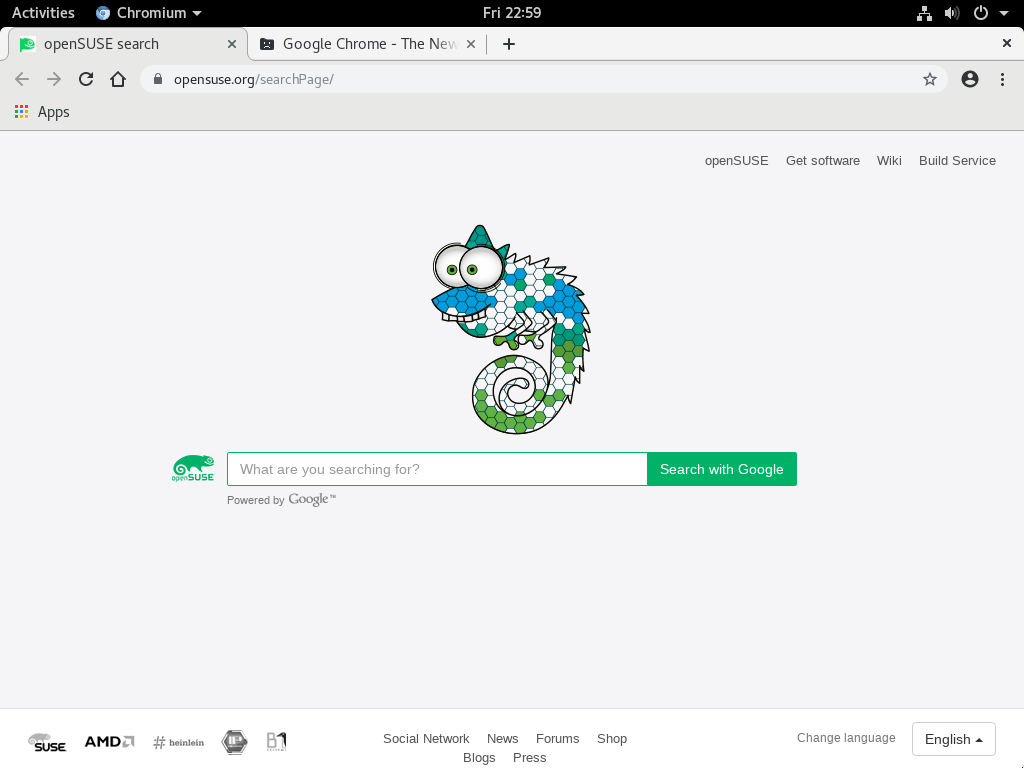 Activities Chromium Fri 22:59
openSUSE search Google Chrome - The New
opensuse.org/searchPage/
Apps
openSUSE Get software Wiki Build Service
openSUSE What are you searching for? Search with Google
Powered by Google™
SUSE AMD # heinlein B1 Social Network News Forums Shop Change language English
Blogs Press